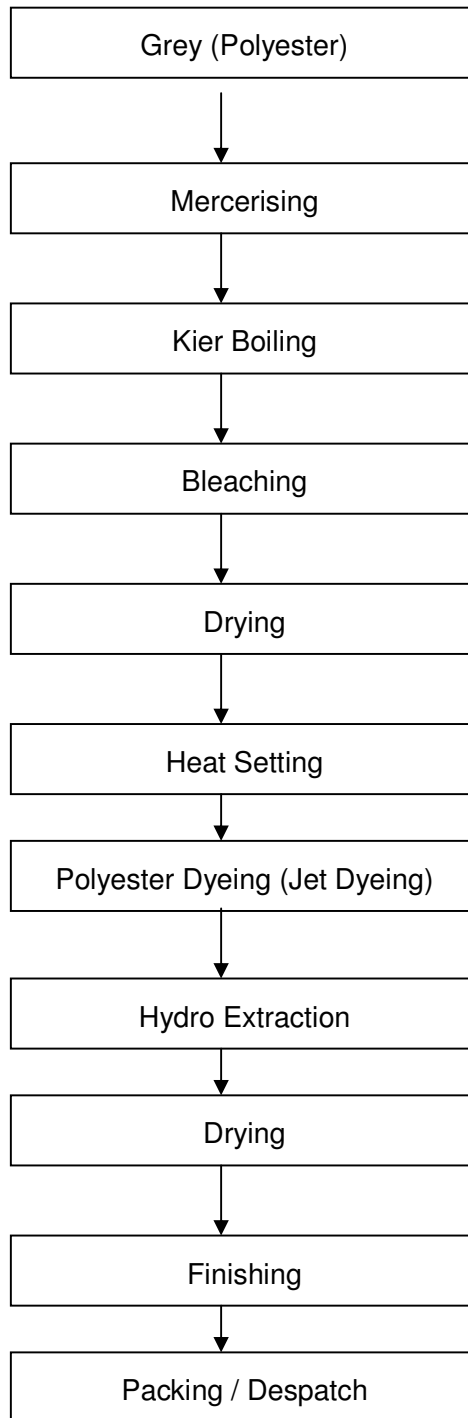 Grey (Polyester)
Mercerising
Kier Boiling
Bleaching
Drying
Heat Setting
Polyester Dyeing (Jet Dyeing)
Hydro Extraction
Drying
Finishing
Packing / Despatch